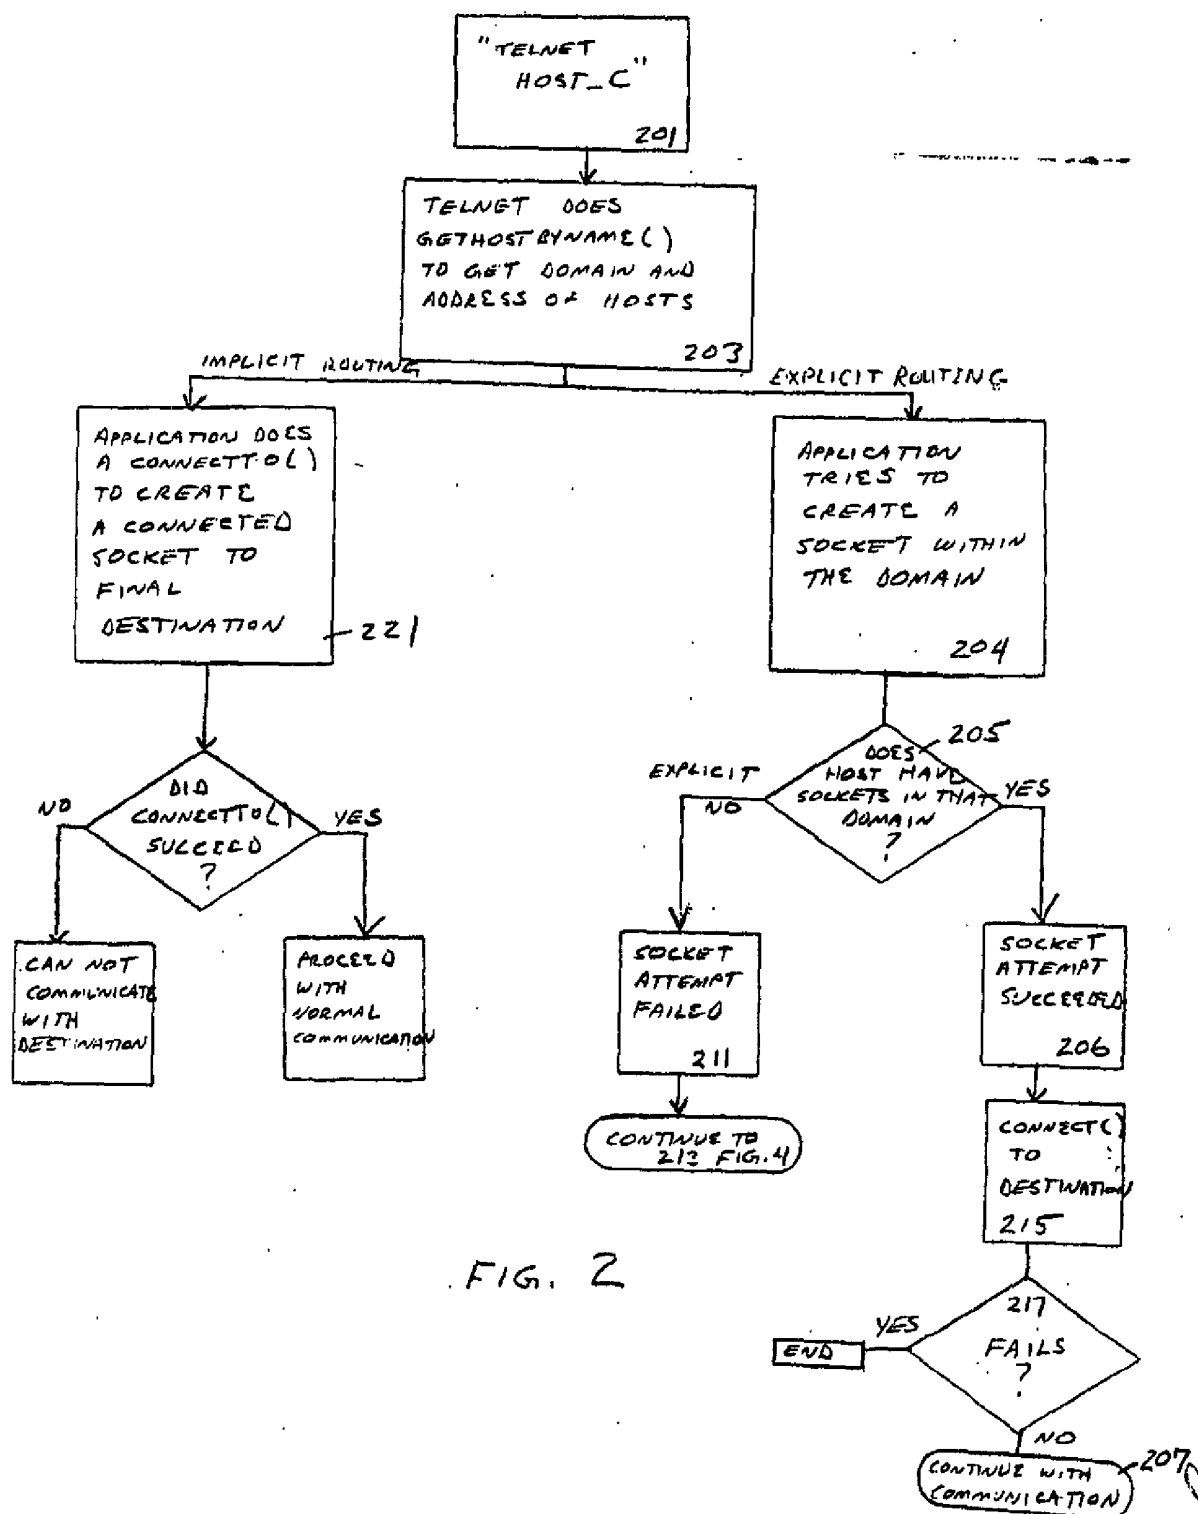 "TELNET
HOST_C"
201
TELNET DOES
GETHOSTBYNAME()
TO GET DOMAIN AND
ADDRESS OF HOSTS
203
IMPLICIT ROUTING
EXPLICIT ROUTING
APPLICATION DOES
A CONNECTTO()
TO CREATE
A CONNECTED
SOCKET TO
FINAL
DESTINATION
221
APPLICATION
TRIES TO
CREATE A
SOCKET WITHIN
THE DOMAIN
204
DID
CONNECTTO()
SUCCEED
?
NO
YES
205
DOES
HOST HAVE
SOCKETS IN THAT
DOMAIN
?
EXPLICIT
NO
YES
CAN NOT
COMMUNICATE
WITH
DESTINATION
PROCEED
WITH
NORMAL
COMMUNICATION
SOCKET
ATTEMPT
FAILED
211
SOCKET
ATTEMPT
SUCCEEDED
206
CONTINUE TO
213 FIG. 4
CONNECT()
TO
DESTINATION
215
FIG. 2
217
FAILS
?
YES
END
NO
CONTINUE WITH
COMMUNICATION
207